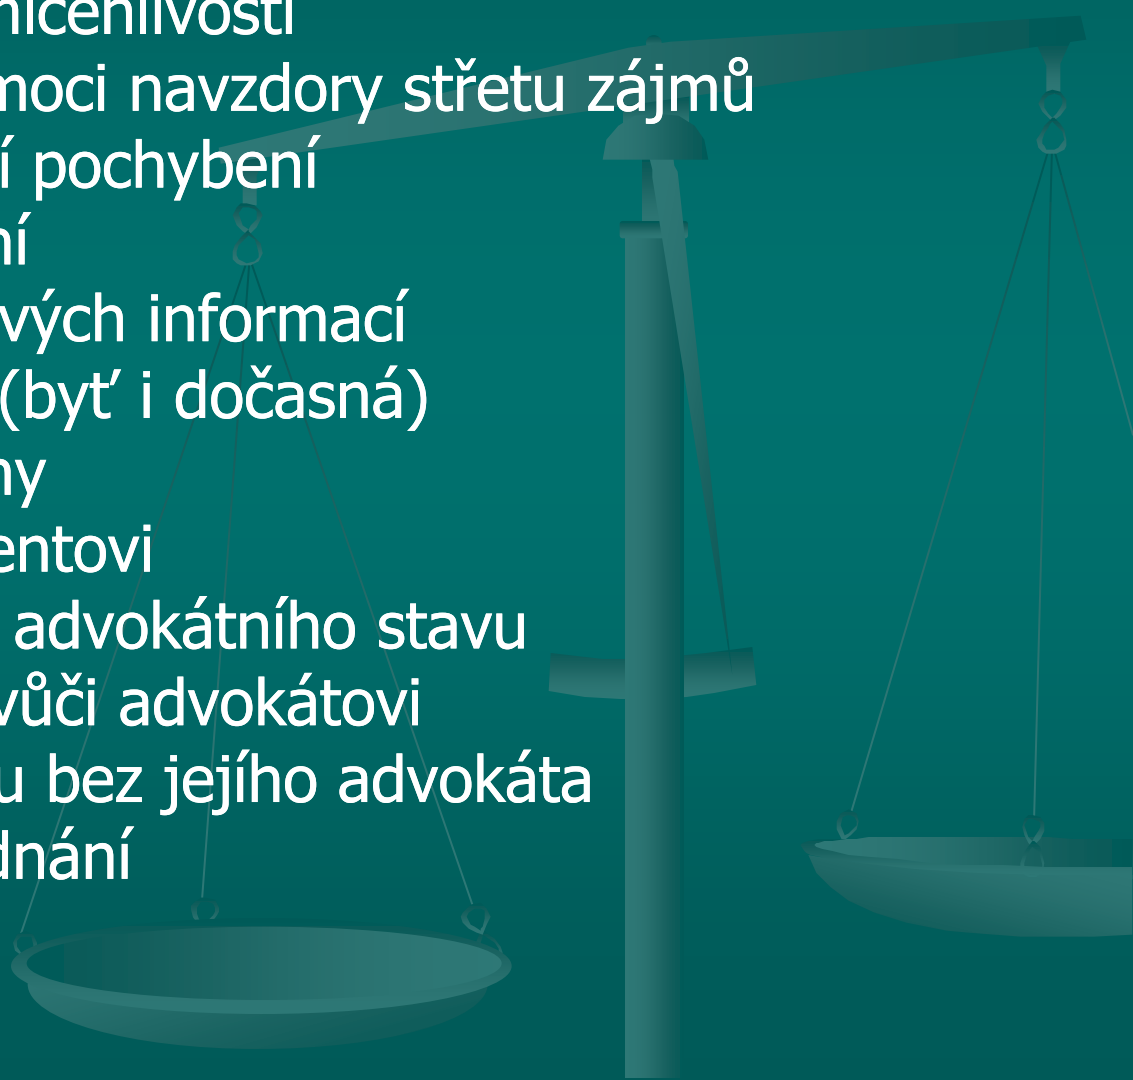 mlčenlivosti
moci navzdory střetu zájmů
í pochybení
ní
vých informací
(byť i dočasná)
ny
entovi
advokátního stavu
vůči advokátovi
u bez jejího advokáta
dnání